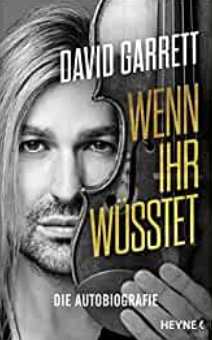 DAVID GARRETT
WENN
IHR
WÜSSTET
DIE AUTOBIOGRAFIE
HEYNE‹